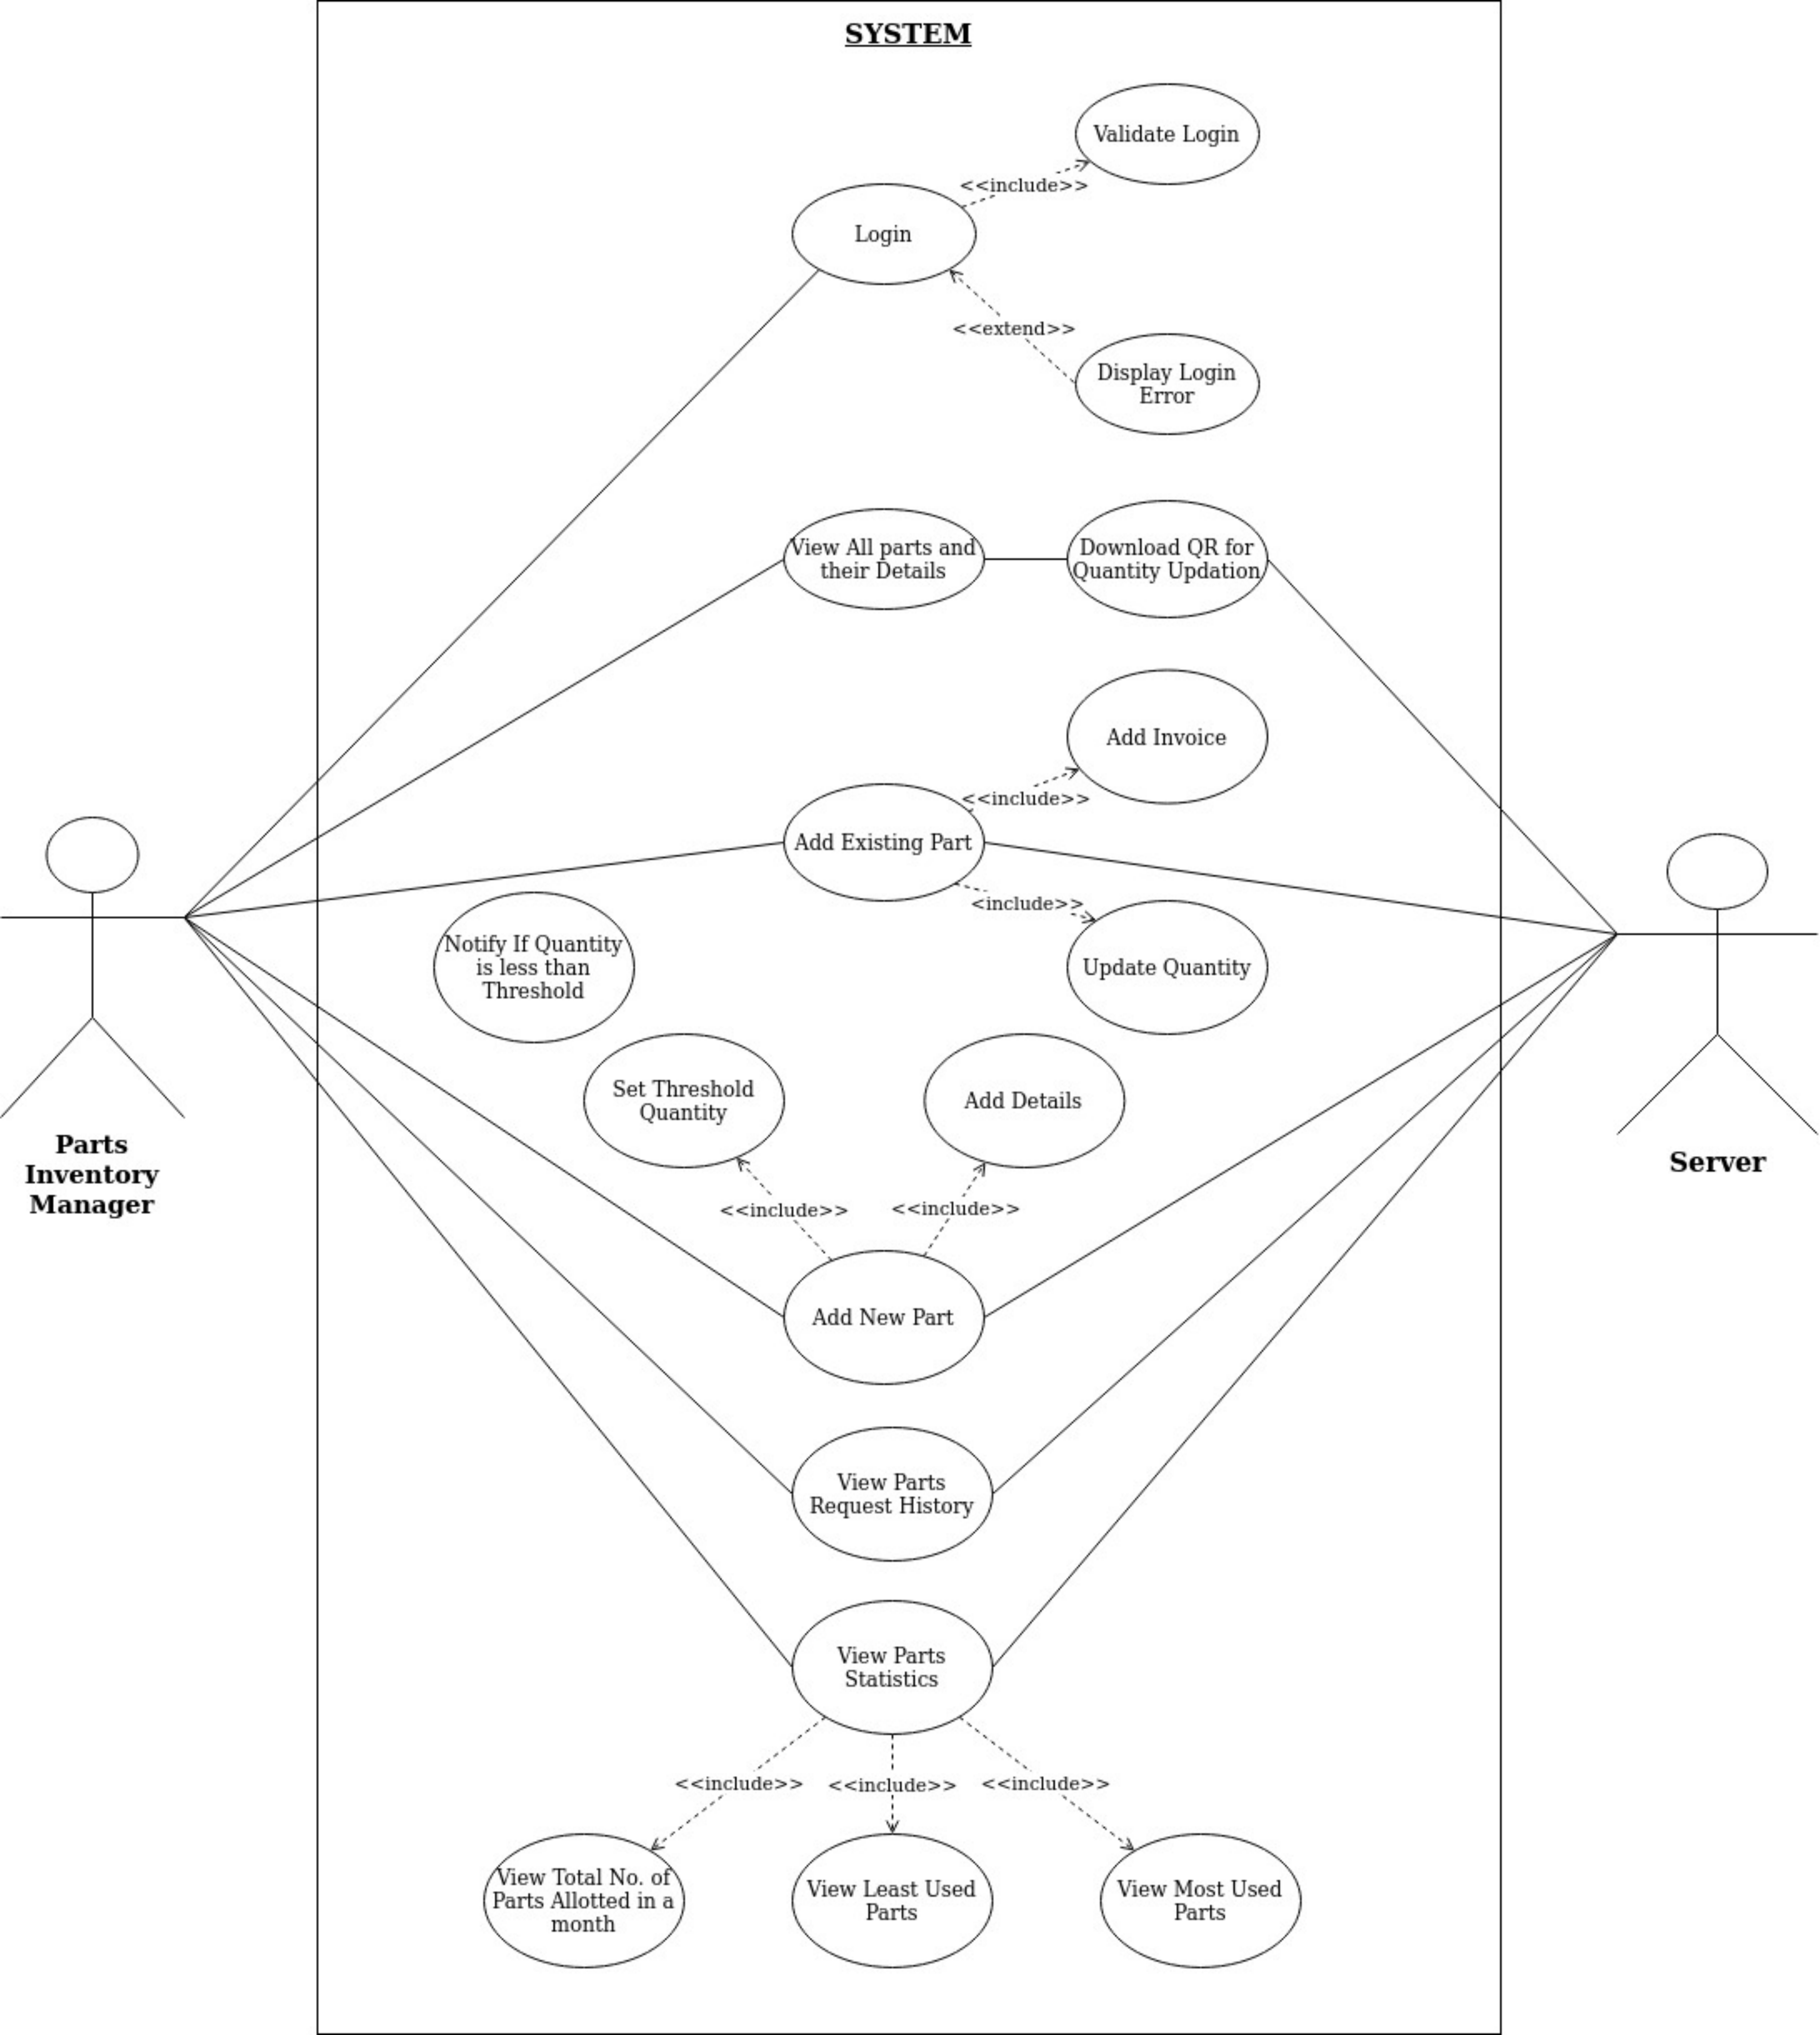 SYSTEM
Validate Login
<<include>>
Login
<<extend>>
Display Login
Error
View All parts and
their Details
Download QR for
Quantity Updation
Add Invoice
<<include>>
Add Existing Part
<include>>
Notify If Quantity
is less than
Threshold
Update Quantity
Set Threshold
Quantity
Add Details
Parts
Inventory
Manager
Server
<<include>>
<<include>>
Add New Part
View Parts
Request History
View Parts
Statistics
<<include>>
<<include>>
<<include>>
View Total No. of
Parts Allotted in a
month
View Least Used
Parts
View Most Used
Parts